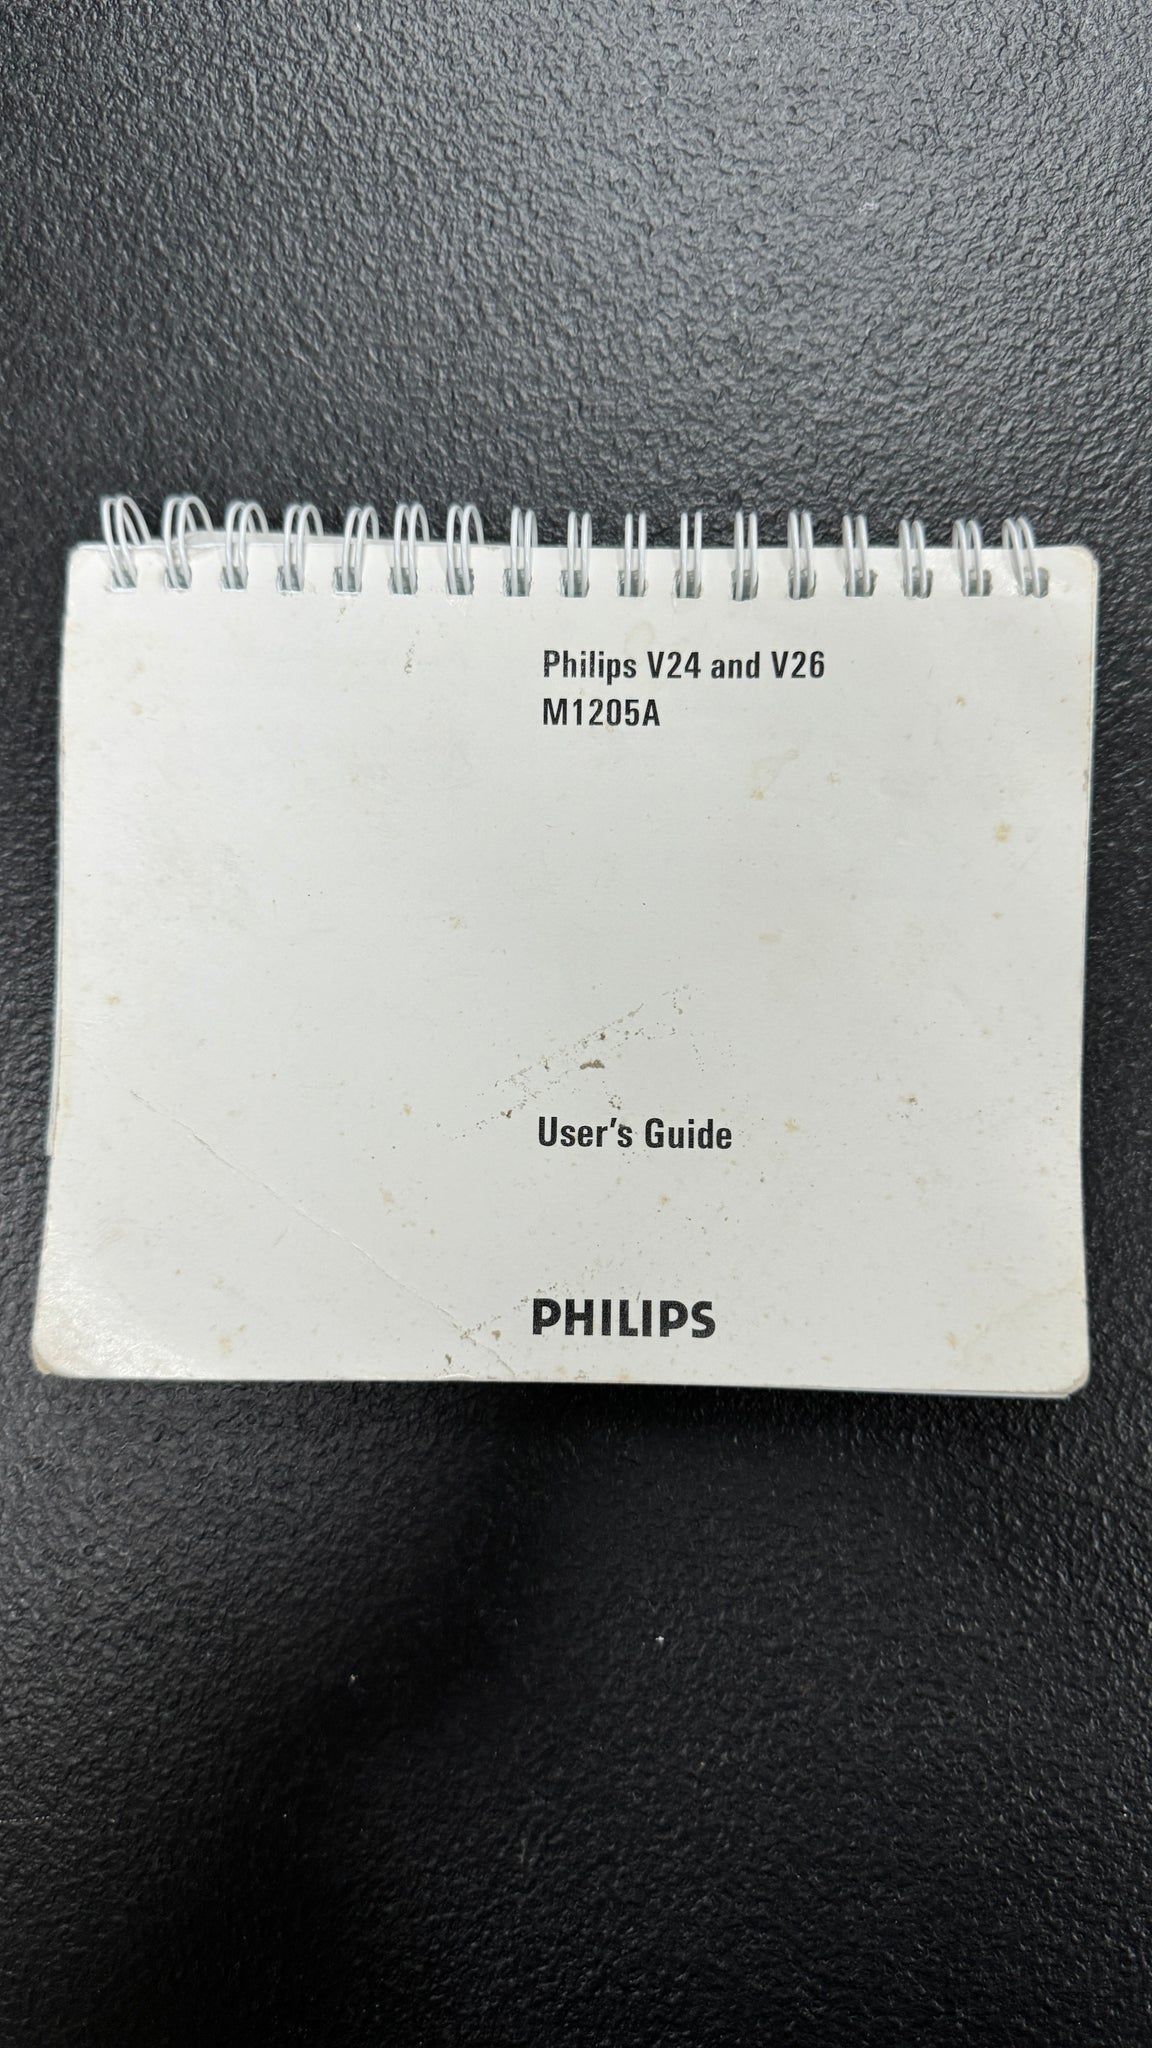 Philips V24 and V26
M1205A
User's Guide
PHILIPS